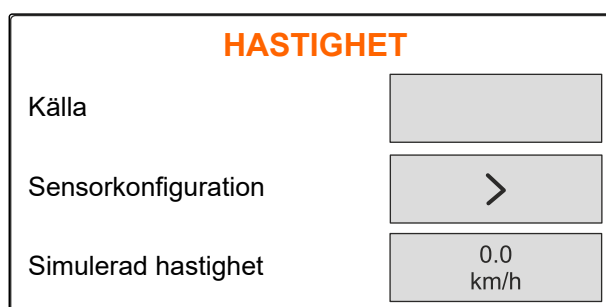 HASTIGHET
Källa
Sensorkonfiguration
>
Simulerad hastighet
0.0
km/h